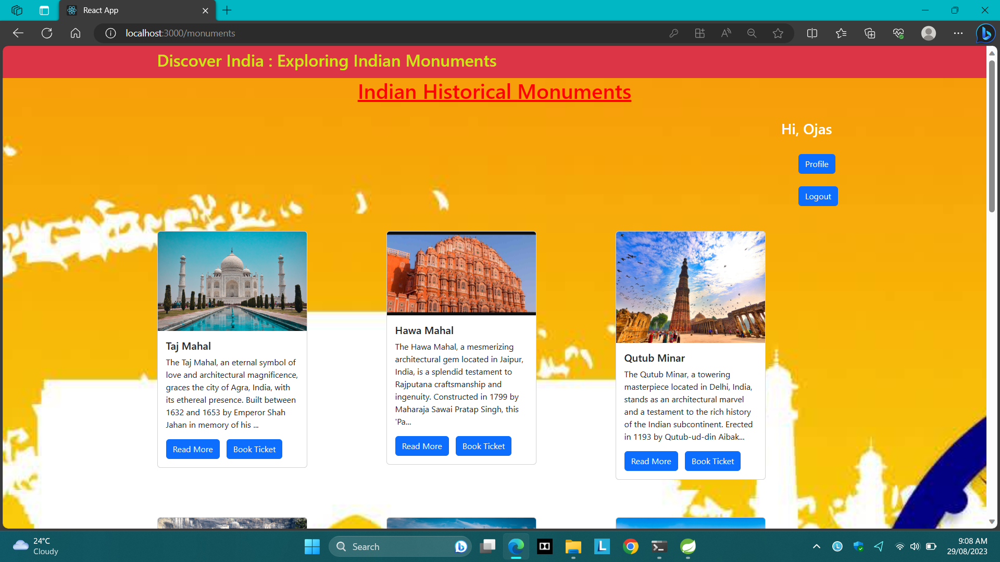 React App
localhost:3000/monuments
Discover India : Exploring Indian Monuments
Indian Historical Monuments
Hi, Ojas
Profile
Logout
Taj Mahal
The Taj Mahal, an eternal symbol of
love and architectural magnificence,
graces the city of Agra, India, with
its ethereal presence. Built between
1632 and 1653 by Emperor Shah
Jahan in memory of his ...
Read More Book Ticket
Hawa Mahal
The Hawa Mahal, a mesmerizing
architectural gem located in Jaipur,
India, is a splendid testament to
Rajputana craftsmanship and
ingenuity. Constructed in 1799 by
Maharaja Sawai Pratap Singh, this
'Pa...
Read More Book Ticket
Qutub Minar
The Qutub Minar, a towering
masterpiece located in Delhi, India,
stands as an architectural marvel
and a testament to the rich history
of the Indian subcontinent. Erected
in 1193 by Qutub-ud-din Aibak...
Read More Book Ticket
24°C
Cloudy
Search
9:08 AM
29/08/2023